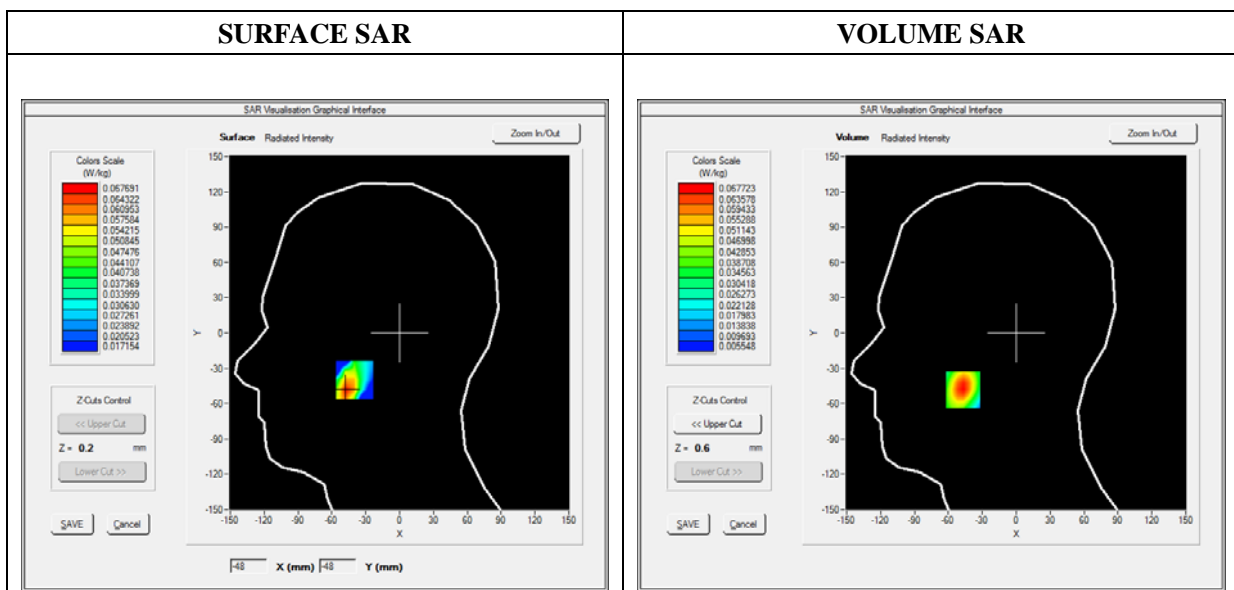 SURFACE SAR
VOLUME SAR
SAR Visualisation Graphical Interface
Surface Radiated Intensity
Zoom In/Out
Colors Scale
(W/kg)
0.067691
0.064322
0.060953
0.057584
0.054215
0.050845
0.047476
0.044107
0.040738
0.037369
0.033999
0.030630
0.027261
0.023892
0.020523
0.017154
150
120
90
60
30
0
-30
-60
-90
-120
-150
Y
-150 -120 -90 -60 -30 0 30 60 90 120 150
X
Z-Cuts Control
<< Upper Cut
Z = 0.2 mm
Lower Cut >>
SAVE Cancel
-48 X (mm) -48 Y (mm)
SAR Visualisation Graphical Interface
Volume Radiated Intensity
Zoom In/Out
Colors Scale
(W/kg)
0.067723
0.063578
0.059433
0.055288
0.051143
0.046998
0.042853
0.038708
0.034563
0.030418
0.026273
0.022128
0.017983
0.013838
0.009693
0.005548
150
120
90
60
30
0
-30
-60
-90
-120
-150
Y
-150 -120 -90 -60 -30 0 30 60 90 120 150
X
Z-Cuts Control
<< Upper Cut
Z = 0.6 mm
Lower Cut >>
SAVE Cancel